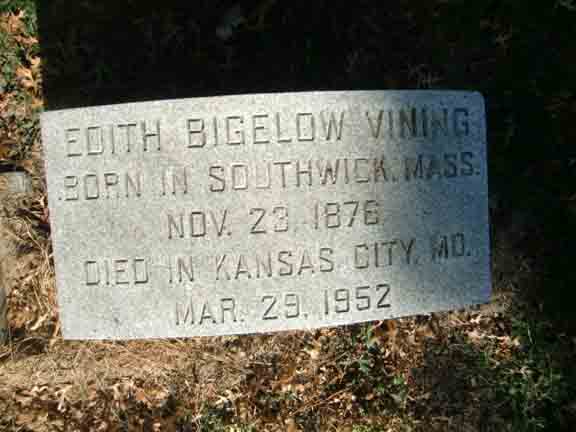 EDITH BIGELOW VINING
BORN IN SOUTHWICK, MASS.
NOV. 23, 1876
DIED IN KANSAS CITY, MO.
MAR. 29, 1952